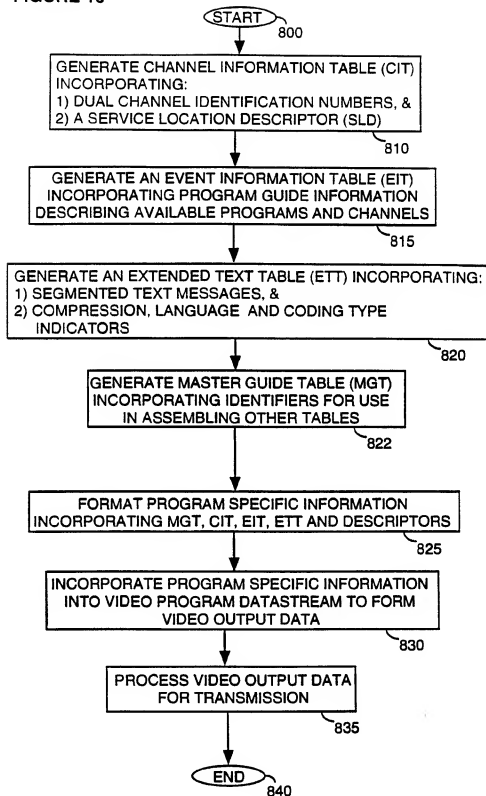 START
800
GENERATE CHANNEL INFORMATION TABLE (CIT)
INCORPORATING:
1) DUAL CHANNEL IDENTIFICATION NUMBERS, &
2) A SERVICE LOCATION DESCRIPTOR (SLD)
810
GENERATE AN EVENT INFORMATION TABLE (EIT)
INCORPORATING PROGRAM GUIDE INFORMATION
DESCRIBING AVAILABLE PROGRAMS AND CHANNELS
815
GENERATE AN EXTENDED TEXT TABLE (ETT) INCORPORATING:
1) SEGMENTED TEXT MESSAGES, &
2) COMPRESSION, LANGUAGE AND CODING TYPE
INDICATORS
820
GENERATE MASTER GUIDE TABLE (MGT)
INCORPORATING IDENTIFIERS FOR USE
IN ASSEMBLING OTHER TABLES
822
FORMAT PROGRAM SPECIFIC INFORMATION
INCORPORATING MGT, CIT, EIT, ETT AND DESCRIPTORS
825
INCORPORATE PROGRAM SPECIFIC INFORMATION
INTO VIDEO PROGRAM DATASTREAM TO FORM
VIDEO OUTPUT DATA
830
PROCESS VIDEO OUTPUT DATA
FOR TRANSMISSION
835
END
840